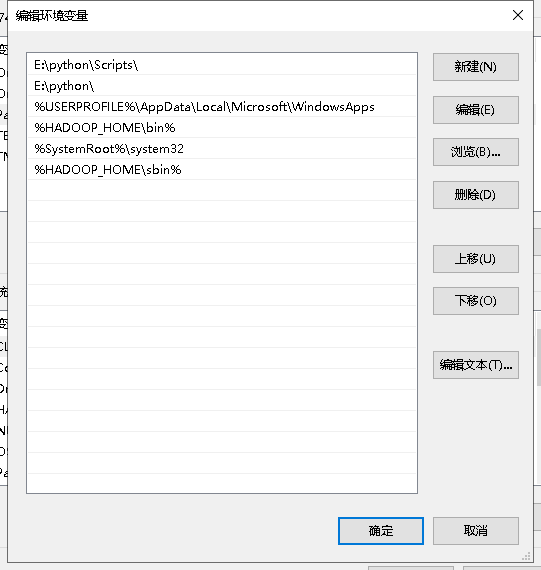 编辑环境变量
E:\python\Scripts\
E:\python\
%USERPROFILE%\AppData\Local\Microsoft\WindowsApps
%HADOOP_HOME\bin%
%SystemRoot%\system32
%HADOOP_HOME\sbin%
新建(N)
编辑(E)
浏览(B)...
删除(D)
上移(U)
下移(O)
编辑文本(T)...
确定
取消